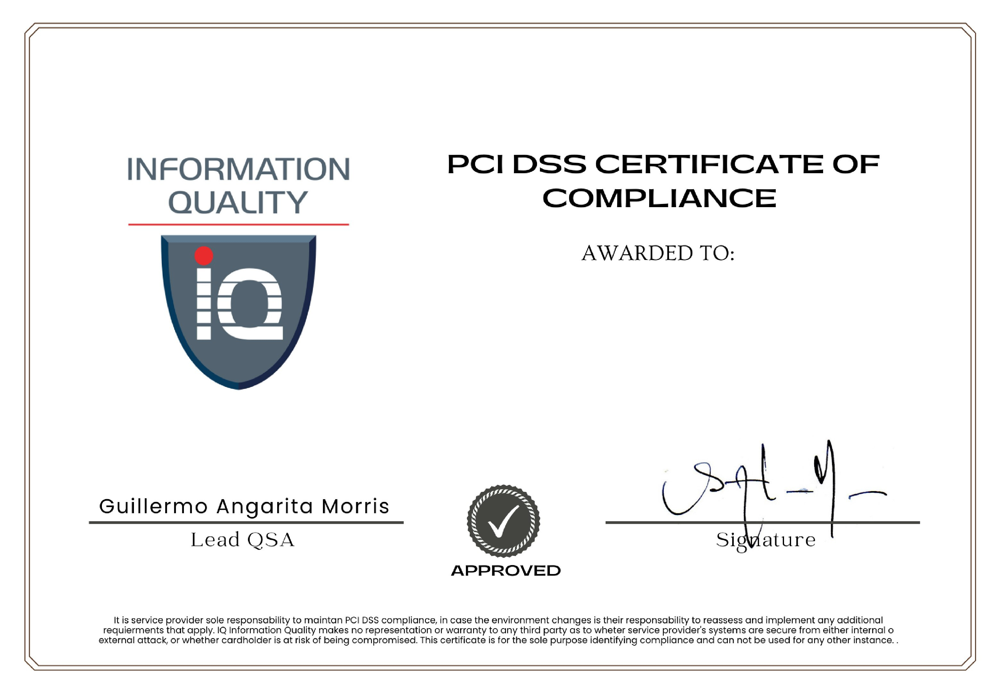 INFORMATION
QUALITY
iQ
PCI DSS CERTIFICATE OF
COMPLIANCE
AWARDED TO:
Guillermo Angarita Morris
Lead QSA
APPROVED
Signature
It is service provider sole responsability to maintan PCI DSS compliance, in case the environment changes is their responsability to reassess and implement any additional
requierments that apply. IQ Information Quality makes no representation or warranty to any third party as to wheter service provider's systems are secure from either internal o
external attack, or whether cardholder is at risk of being compromised. This certificate is for the sole purpose identifying compliance and can not be used for any other instance. .